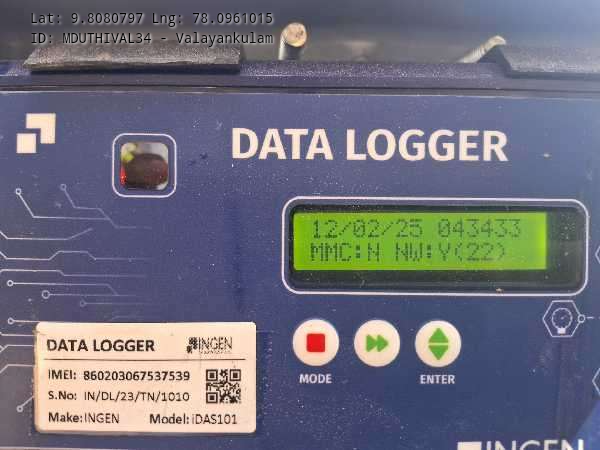 Lat: 9.8080797 Lng: 78.0961015
ID: MDUTHIVAL34 - Valayankulam
DATA LOGGER
12/02/25 043433
MMC:N NW:Y(22)
MODE
ENTER
DATA LOGGER INGEN
IMEI: 860203067537539
S.No: IN/DL/23/TN/1010
Make:INGEN Model: iDAS101
INGEN